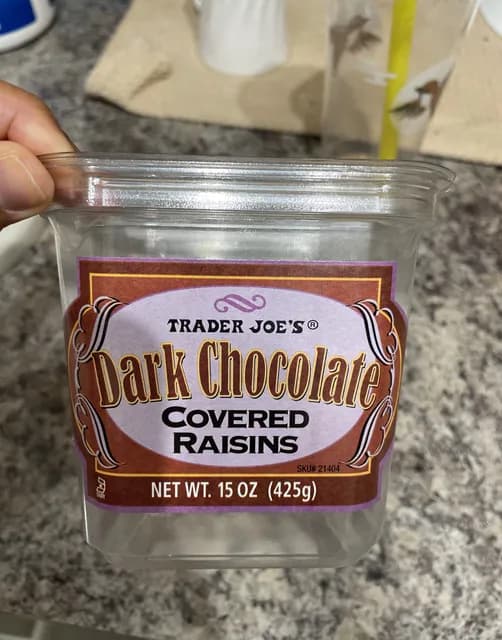 TRADER JOE'S®
Dark Chocolate
COVERED
RAISINS
SKU# 21404
NET WT. 15 OZ (425g)